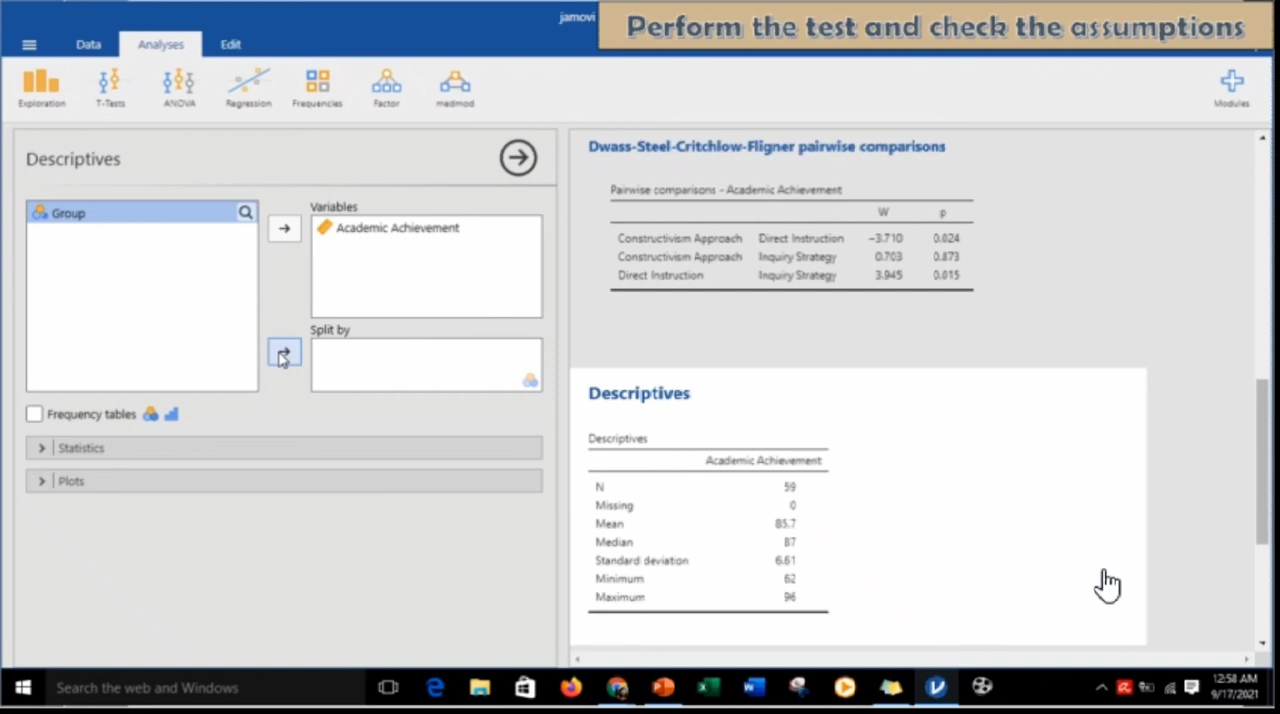 jamovi
Perform the test and check the assumptions
Data Analyses Edit
Exploration T-Tests ANOVA Regression Frequencies Factor medmod Modules
Descriptives
Group
Variables
Academic Achievement
Split by
Frequency tables
Statistics
Plots
Dwass-Steel-Critchlow-Fligner pairwise comparisons
Pairwise comparisons - Academic Achievement
W p
Constructivism Approach Direct Instruction −3.710 0.024
Constructivism Approach Inquiry Strategy 0.703 0.873
Direct Instruction Inquiry Strategy 3.945 0.015
Descriptives
Descriptives
Academic Achievement
N 59
Missing 0
Mean 85.7
Median 87
Standard deviation 6.61
Minimum 62
Maximum 96
Search the web and Windows
12:58 AM
9/17/2021